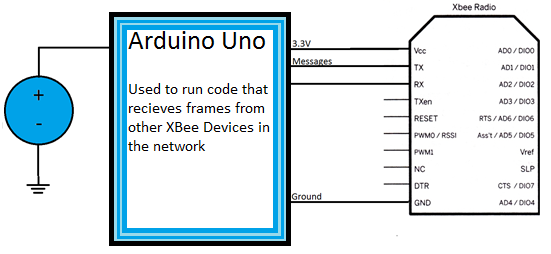 Xbee Radio
Arduino Uno
Used to run code that
recieves frames from
other XBee Devices in
the network
+
-
3.3V
Messages
Ground
Vcc AD0 / DIO0
TX AD1 / DIO1
RX AD2 / DIO2
TXen AD3 / DIO3
RESET RTS / AD6 / DIO6
PWM0 / RSSI Ass't / AD5 / DIO5
PWM1 Vref
NC SLP
DTR CTS / DIO7
GND AD4 / DIO4